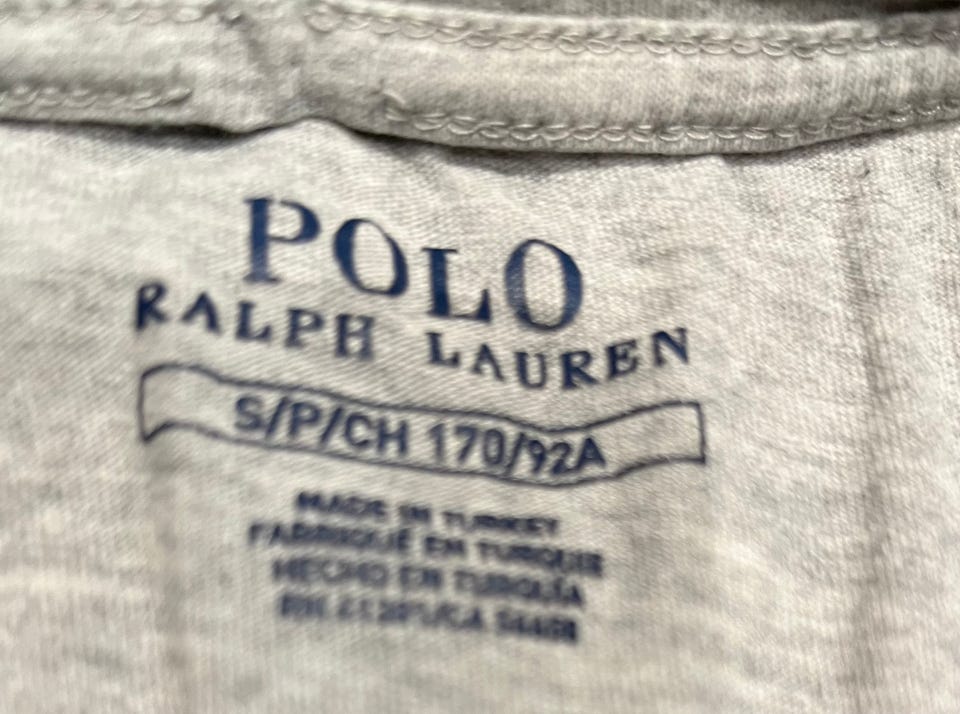 POLO
RALPH LAUREN
S/P/CH 170/92A
MADE IN TURKEY
FABRIQUÉ EN TURQUIE
HECHO EN TURQUÍA